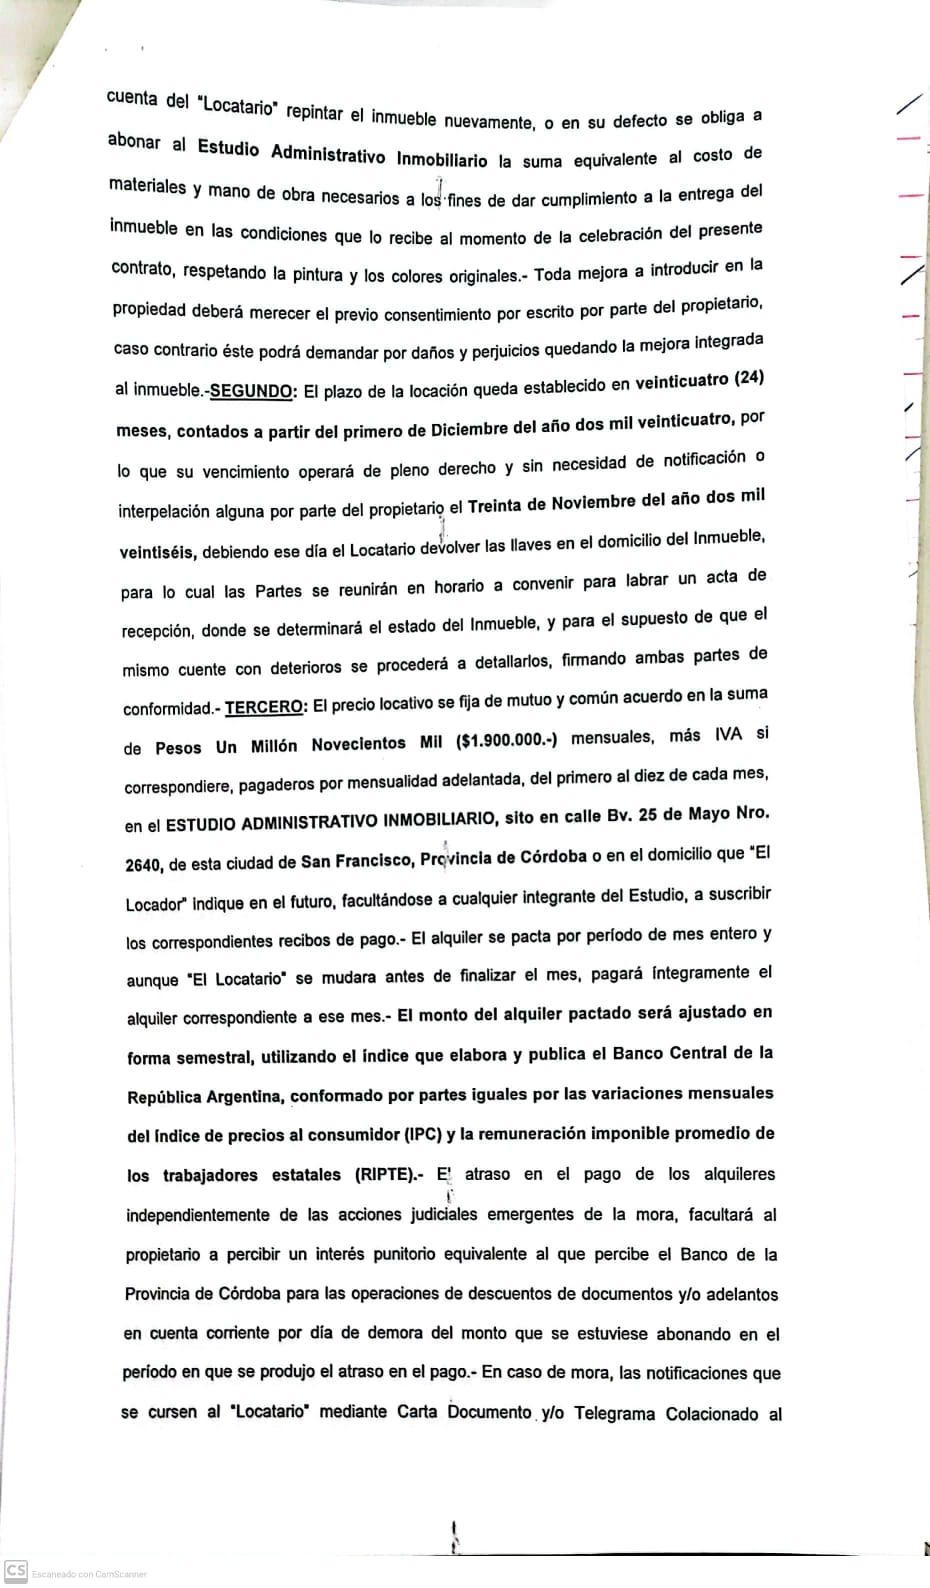 cuenta del "Locatario" repintar el inmueble nuevamente, o en su defecto se obliga a
abonar al Estudio Administrativo Inmobiliario la suma equivalente al costo de
materiales y mano de obra necesarios a los fines de dar cumplimiento a la entrega del
inmueble en las condiciones que lo recibe al momento de la celebración del presente
contrato, respetando la pintura y los colores originales.- Toda mejora a introducir en la
propiedad deberá merecer el previo consentimiento por escrito por parte del propietario,
caso contrario éste podrá demandar por daños y perjuicios quedando la mejora integrada
al inmueble.-SEGUNDO: El plazo de la locación queda establecido en veinticuatro (24)
meses, contados a partir del primero de Diciembre del año dos mil veinticuatro, por
lo que su vencimiento operará de pleno derecho y sin necesidad de notificación o
interpelación alguna por parte del propietario el Treinta de Noviembre del año dos mil
veintiséis, debiendo ese día el Locatario devolver las llaves en el domicilio del Inmueble,
para lo cual las Partes se reunirán en horario a convenir para labrar un acta de
recepción, donde se determinará el estado del Inmueble, y para el supuesto de que el
mismo cuente con deterioros se procederá a detallarlos, firmando ambas partes de
conformidad.- TERCERO: El precio locativo se fija de mutuo y común acuerdo en la suma
de Pesos Un Millón Novecientos Mil ($1.900.000.-) mensuales, más IVA si
correspondiere, pagaderos por mensualidad adelantada, del primero al diez de cada mes,
en el ESTUDIO ADMINISTRATIVO INMOBILIARIO, sito en calle Bv. 25 de Mayo Nro.
2640, de esta ciudad de San Francisco, Provincia de Córdoba o en el domicilio que "El
Locador" indique en el futuro, facultándose a cualquier integrante del Estudio, a suscribir
los correspondientes recibos de pago.- El alquiler se pacta por período de mes entero y
aunque "El Locatario" se mudara antes de finalizar el mes, pagará íntegramente el
alquiler correspondiente a ese mes.- El monto del alquiler pactado será ajustado en
forma semestral, utilizando el índice que elabora y publica el Banco Central de la
República Argentina, conformado por partes iguales por las variaciones mensuales
del índice de precios al consumidor (IPC) y la remuneración imponible promedio de
los trabajadores estatales (RIPTE).- El atraso en el pago de los alquileres
independientemente de las acciones judiciales emergentes de la mora, facultará al
propietario a percibir un interés punitorio equivalente al que percibe el Banco de la
Provincia de Córdoba para las operaciones de descuentos de documentos y/o adelantos
en cuenta corriente por día de demora del monto que se estuviese abonando en el
período en que se produjo el atraso en el pago.- En caso de mora, las notificaciones que
se cursen al "Locatario" mediante Carta Documento y/o Telegrama Colacionado al
CS Escaneado con CamScanner